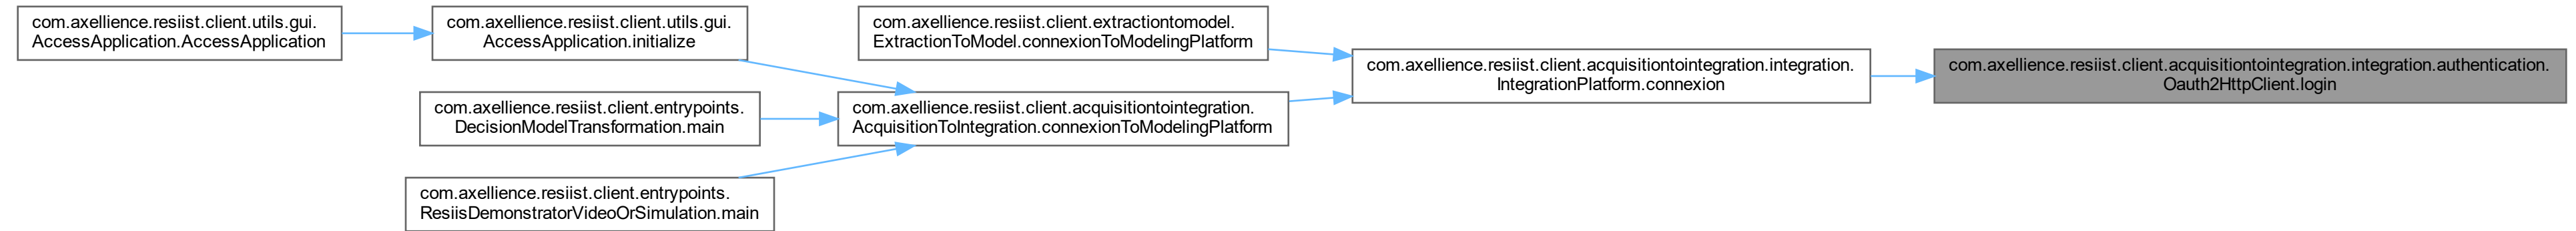 com.axellience.resiist.client.utils.gui.
AccessApplication.AccessApplication
com.axellience.resiist.client.utils.gui.
AccessApplication.initialize
com.axellience.resiist.client.extractiontomodel.
ExtractionToModel.connexionToModelingPlatform
com.axellience.resiist.client.acquisitiontointegration.integration.
IntegrationPlatform.connexion
com.axellience.resiist.client.acquisitiontointegration.integration.authentication.
Oauth2HttpClient.login
com.axellience.resiist.client.entrypoints.
DecisionModelTransformation.main
com.axellience.resiist.client.acquisitiontointegration.
AcquisitionToIntegration.connexionToModelingPlatform
com.axellience.resiist.client.entrypoints.
ResiisDemonstratorVideoOrSimulation.main